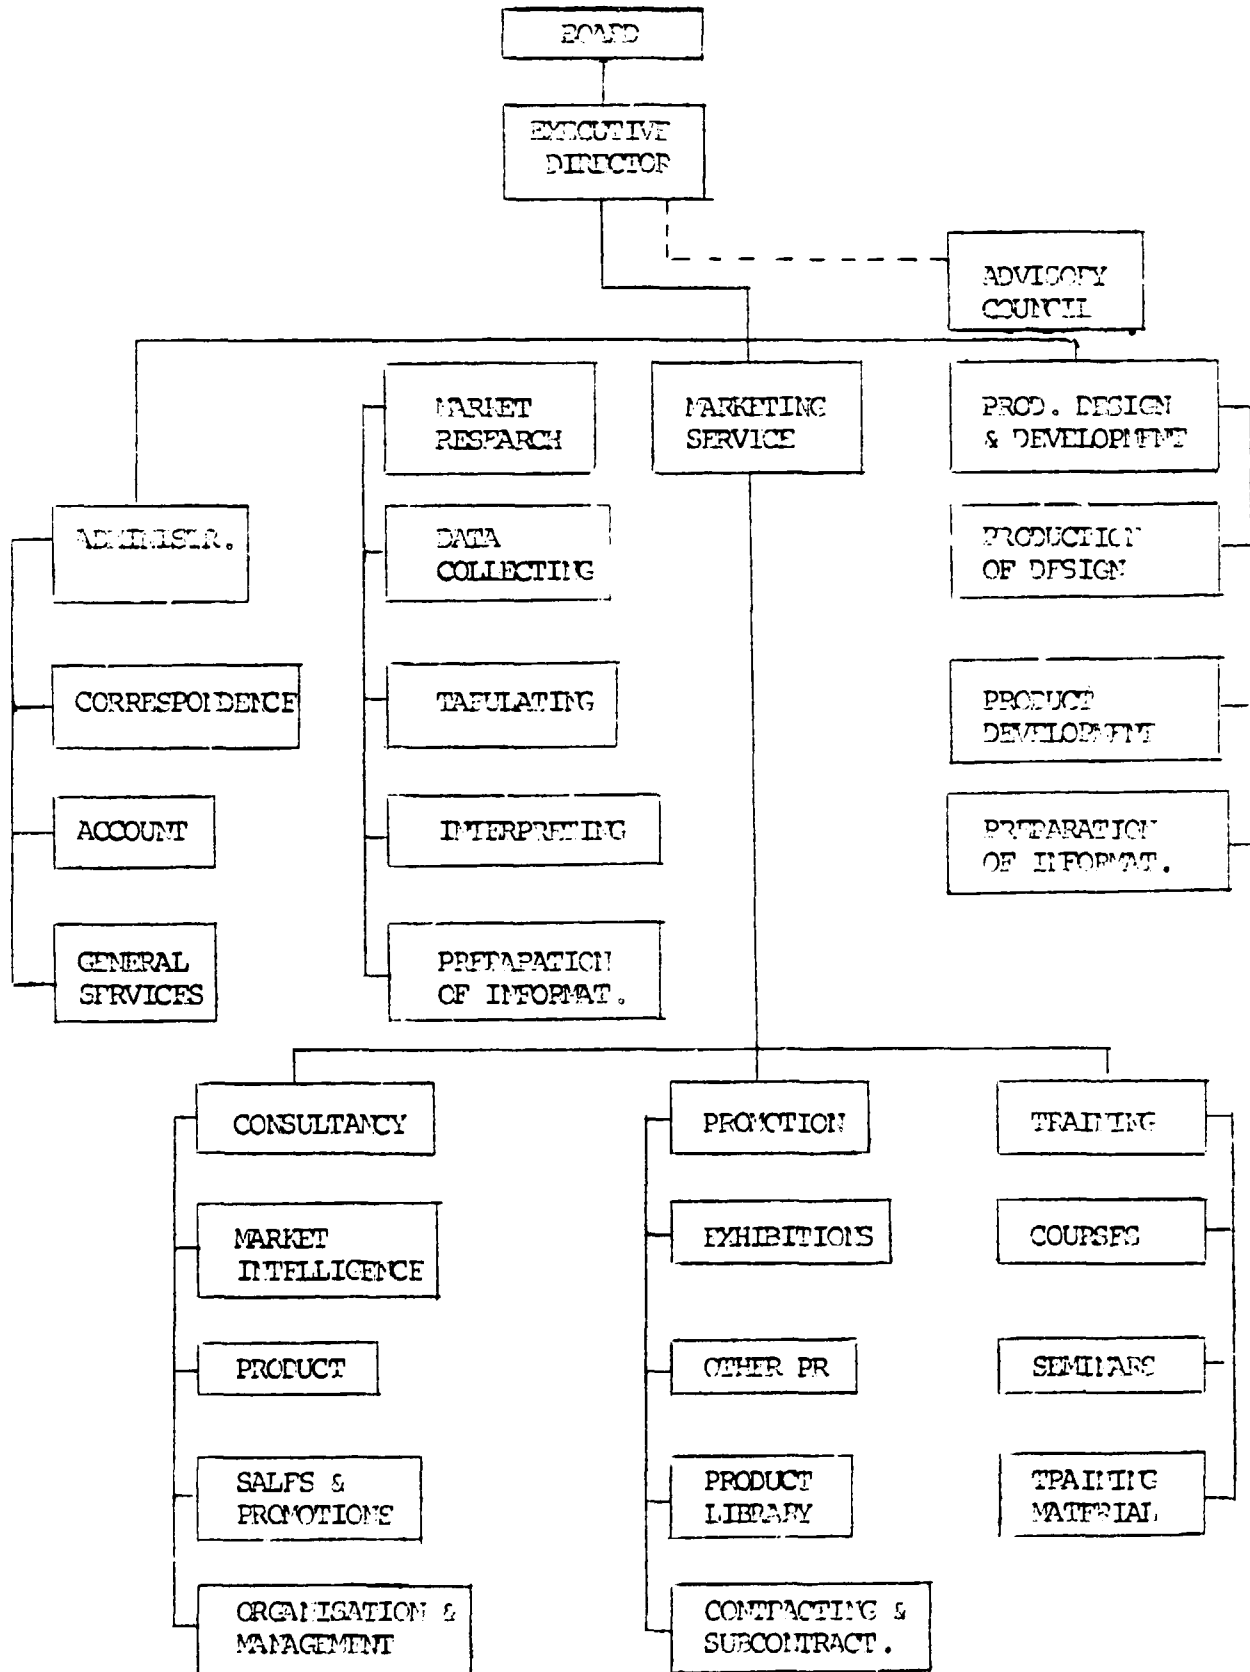 BOARD
EXECUTIVE
DIRECTOR
ADVISORY
COUNCIL
MARKET
RESEARCH
MARKETING
SERVICE
PROD. DESIGN
& DEVELOPMENT
ADMINISTR.
DATA
COLLECTING
PRODUCTION
OF DESIGN
CORRESPONDENCE
TABULATING
PRODUCT
DEVELOPMENT
ACCOUNT
INTERPRETING
PREPARATION
OF INFORMAT.
GENERAL
SERVICES
PREPARATION
OF INFORMAT.
CONSULTANCY
PROMOTION
TRAINING
MARKET
INTELLIGENCE
EXHIBITIONS
COURSES
PRODUCT
OTHER PR
SEMINARS
SALES &
PROMOTIONS
PRODUCT
LIBRARY
TRAINING
MATERIAL
ORGANISATION &
MANAGEMENT
CONTRACTING &
SUBCONTRACT.